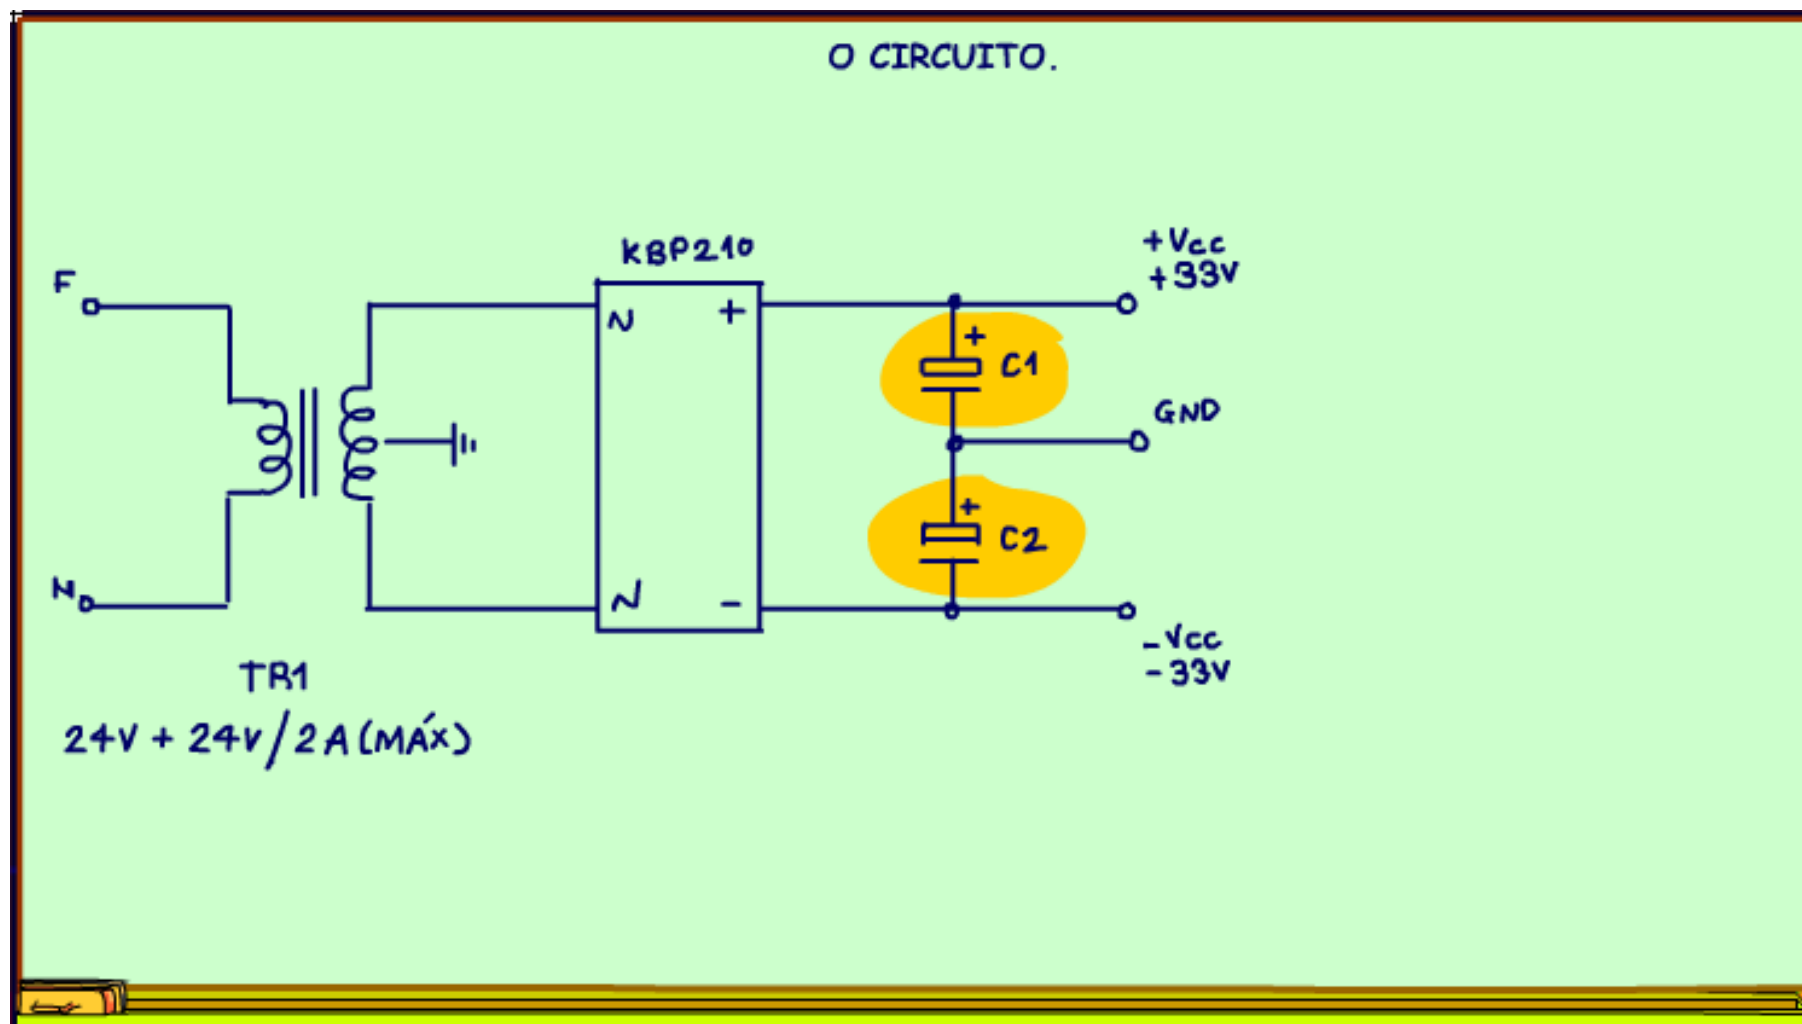 O CIRCUITO.
KBP210
+Vcc
+33V
F
~ +
+
C1
GND
+
C2
N
~ -
-Vcc
-33V
TR1
24V + 24V/2A (MÁX)